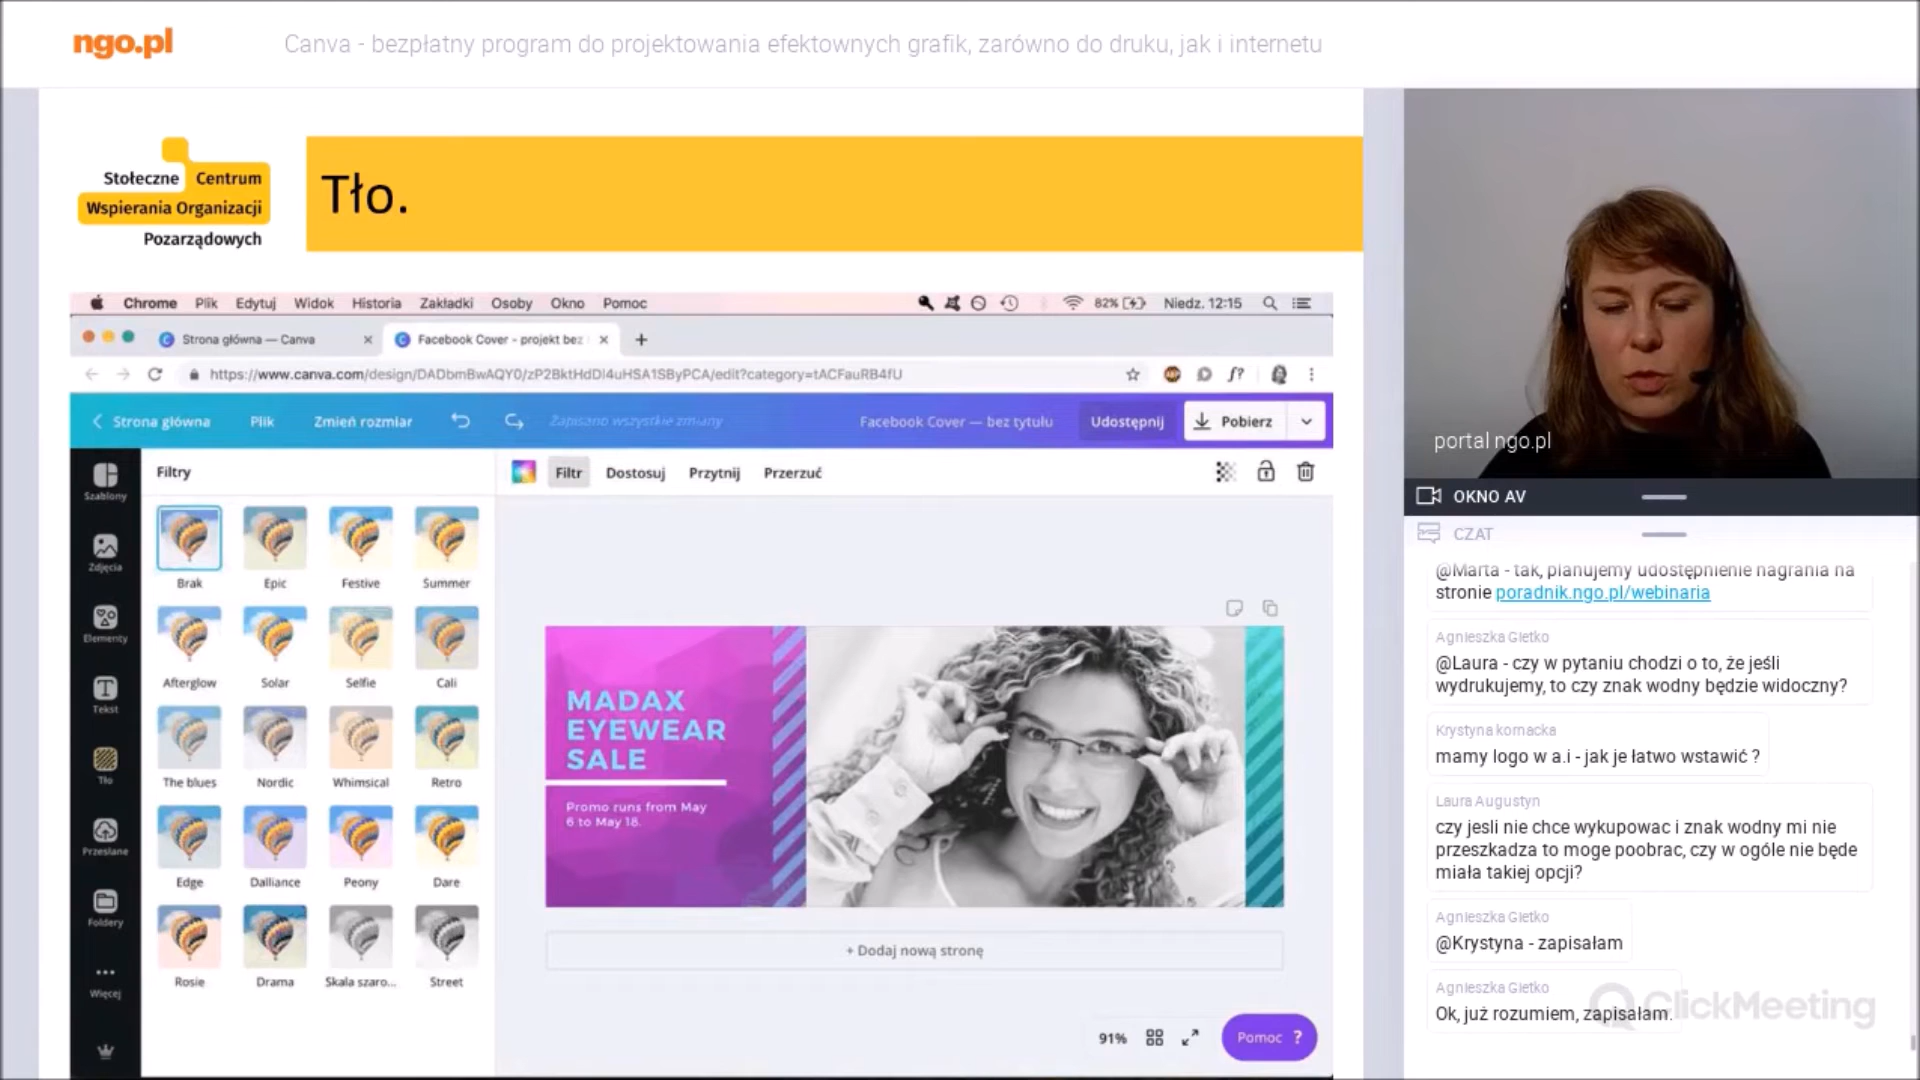 ngo.pl
Canva - bezpłatny program do projektowania efektownych grafik, zarówno do druku, jak i internetu
Stołeczne Centrum
Wspierania Organizacji
Pozarządowych
Tło.
Chrome Plik Edytuj Widok Historia Zakładki Osoby Okno Pomoc
82% Niedz. 12:15
Strona główna — Canva
Facebook Cover - projekt bez
https://www.canva.com/design/DADbmBwAQY0/zP2BktHdDl4uHSA1SByPCA/edit?category=tACFauRB4fU
f?
Strona główna Plik Zmień rozmiar Zapisano wszystkie zmiany Facebook Cover — bez tytułu Udostępnij Pobierz
Filtry
Filtr Dostosuj Przytnij Przerzuć
Szablony
Zdjęcia
Elementy
Tekst
Tło
Przesłane
Foldery
Więcej
Brak Epic Festive Summer
Afterglow Solar Selfie Cali
The blues Nordic Whimsical Retro
Edge Dalliance Peony Dare
Rosie Drama Skala szaro... Street
MADAX
EYEWEAR
SALE
Promo runs from May
6 to May 18.
+ Dodaj nową stronę
91%
Pomoc ?
portal ngo.pl
OKNO AV
CZAT
@Marta - tak, planujemy udostępnienie nagrania na
stronie poradnik.ngo.pl/webinaria
Agnieszka Gietko
@Laura - czy w pytaniu chodzi o to, że jeśli
wydrukujemy, to czy znak wodny będzie widoczny?
Krystyna kornacka
mamy logo w a.i - jak je łatwo wstawić ?
Laura Augustyn
czy jesli nie chce wykupowac i znak wodny mi nie
przeszkadza to moge poobrac, czy w ogóle nie będe
miała takiej opcji?
Agnieszka Gietko
@Krystyna - zapisałam
Agnieszka Gietko
Ok, już rozumiem, zapisałam.
ClickMeeting